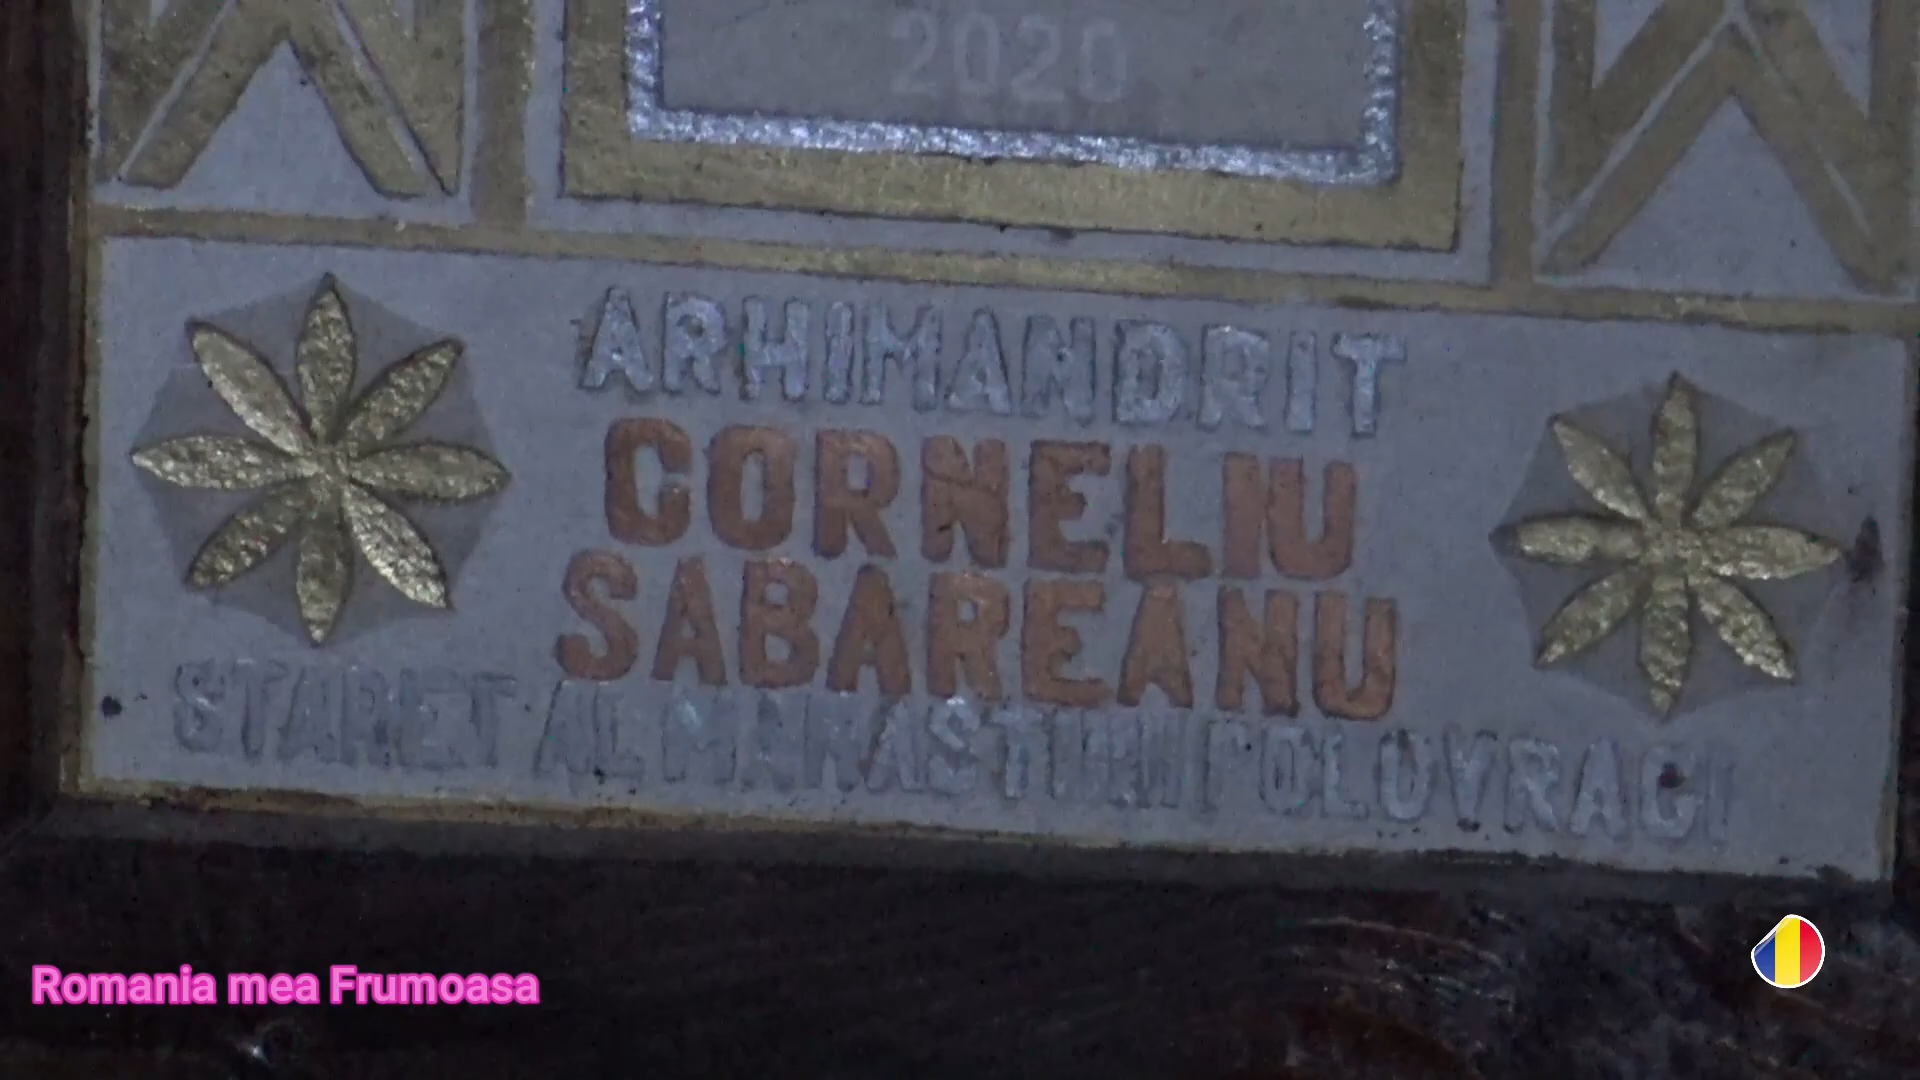 2020
ARHIMANDRIT
CORNELIU
SABAREANU
STARET AL MANASTIRII POLOVRACI
Romania mea Frumoasa